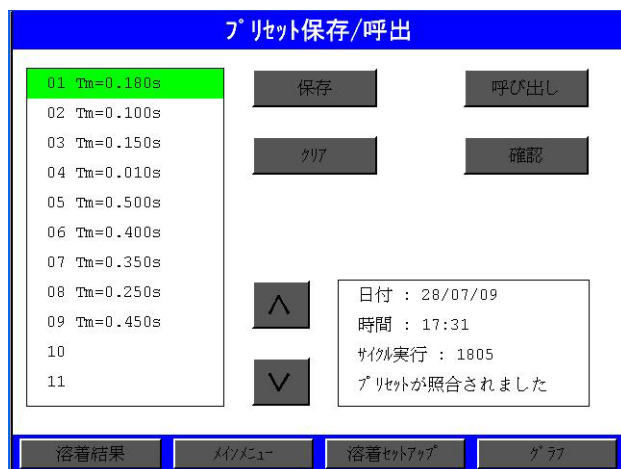 ﾌﾟﾘｾｯﾄ保存/呼出
01 Tm=0.180s
02 Tm=0.100s
03 Tm=0.150s
04 Tm=0.010s
05 Tm=0.500s
06 Tm=0.400s
07 Tm=0.350s
08 Tm=0.250s
09 Tm=0.450s
10
11
保存
呼び出し
ｸﾘｱ
確認
日付 : 28/07/09
時間 : 17:31
ｻｲｸﾙ実行 : 1805
ﾌﾟﾘｾｯﾄが照合されました
溶着結果
ﾒｲﾝﾒﾆｭｰ
溶着ｾｯﾄｱｯﾌﾟ
ｸﾞﾗﾌ